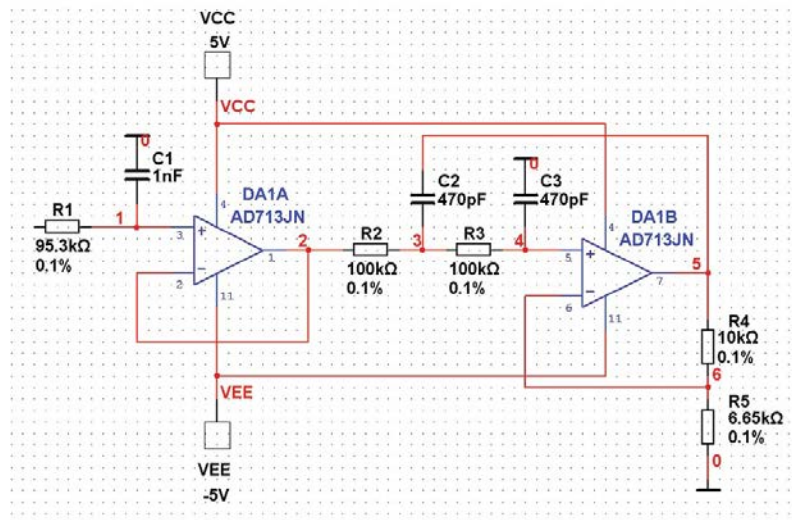 VCC
5V
VCC
0
C1
1nF
R1
1
95.3kΩ
0.1%
DA1A
AD713JN
4
3
+
−
2
1
11
2
R2
100kΩ
0.1%
C2
470pF
3
R3
100kΩ
0.1%
0
C3
470pF
4
DA1B
AD713JN
4
5
+
−
6
7
11
5
R4
10kΩ
0.1%
6
R5
6.65kΩ
0.1%
0
VEE
VEE
-5V